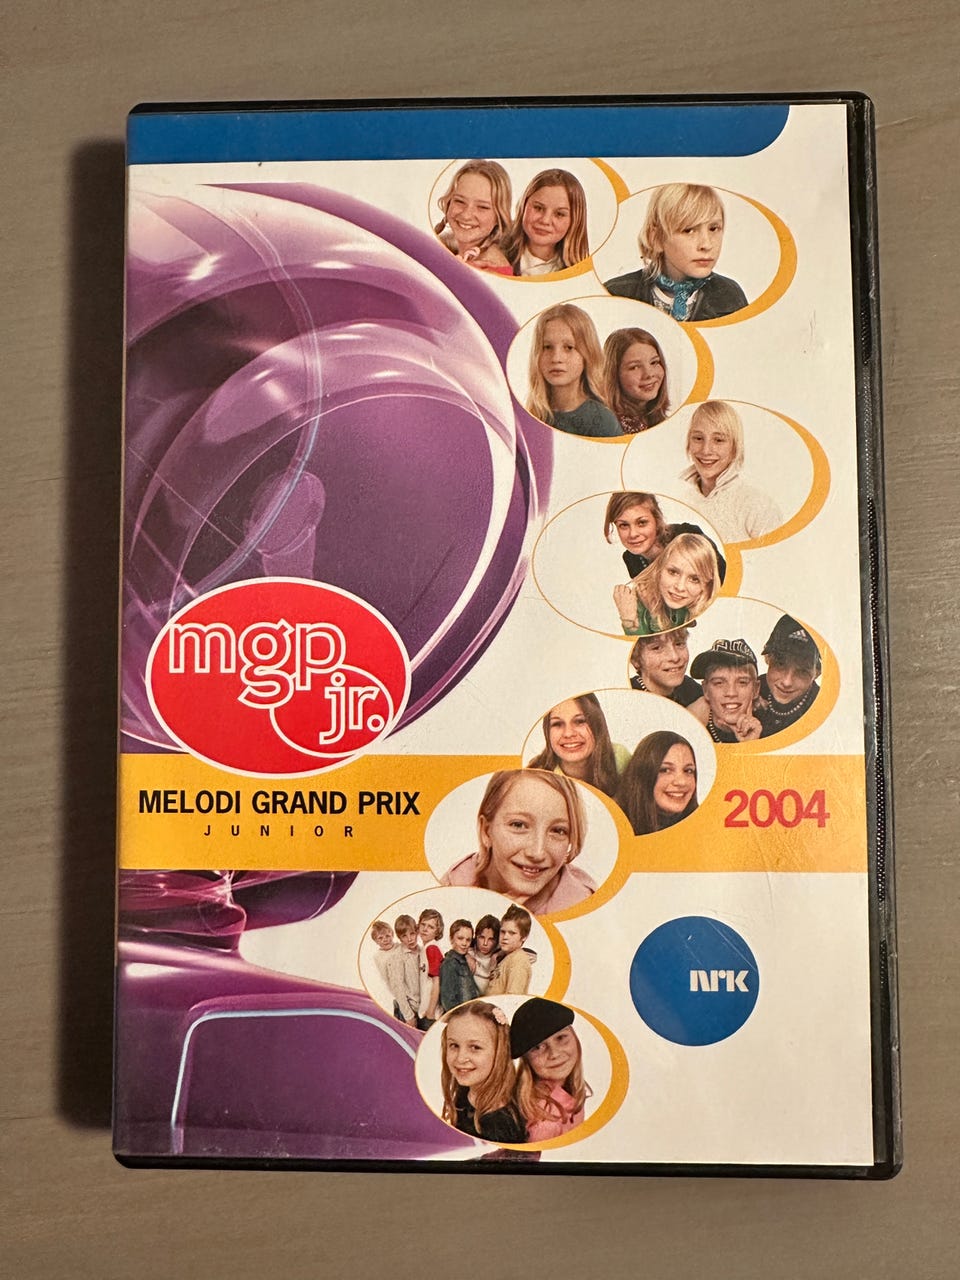 mgp
jr.
MELODI GRAND PRIX
JUNIOR
2004
NRK